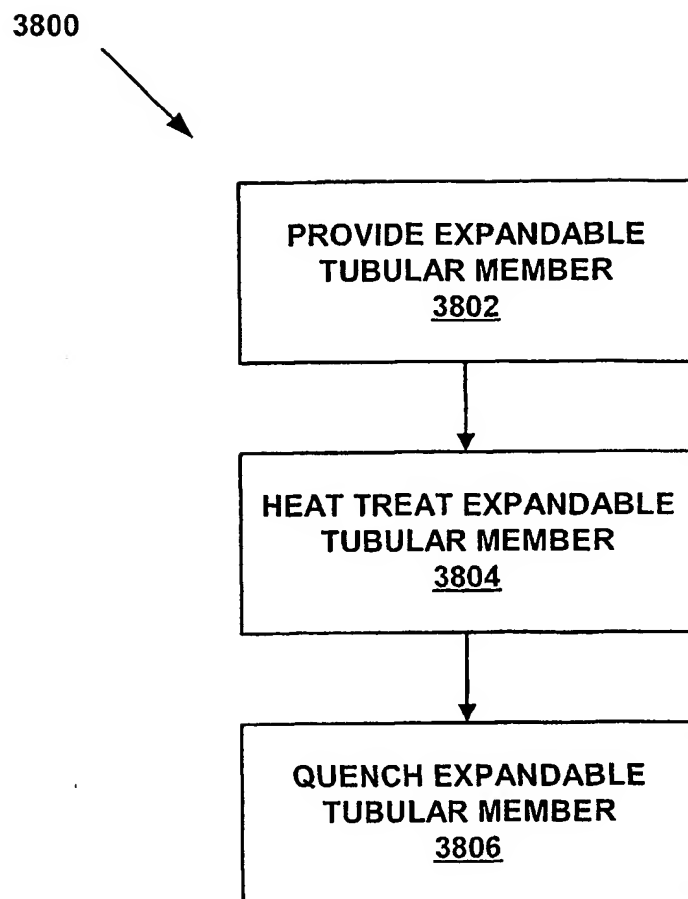 3800
PROVIDE EXPANDABLE
TUBULAR MEMBER
3802
HEAT TREAT EXPANDABLE
TUBULAR MEMBER
3804
QUENCH EXPANDABLE
TUBULAR MEMBER
3806